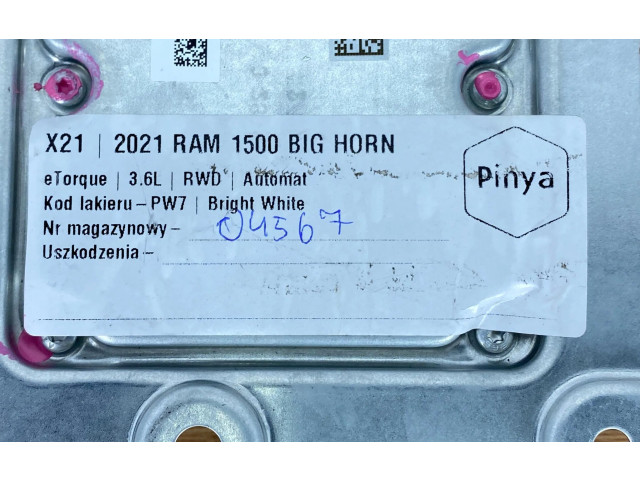 X21 | 2021 RAM 1500 BIG HORN
eTorque | 3.6L | RWD | Automat
Kod lakieru – PW7 | Bright White
Nr magazynowy – 04567
Uszkodzenia –
Pinya